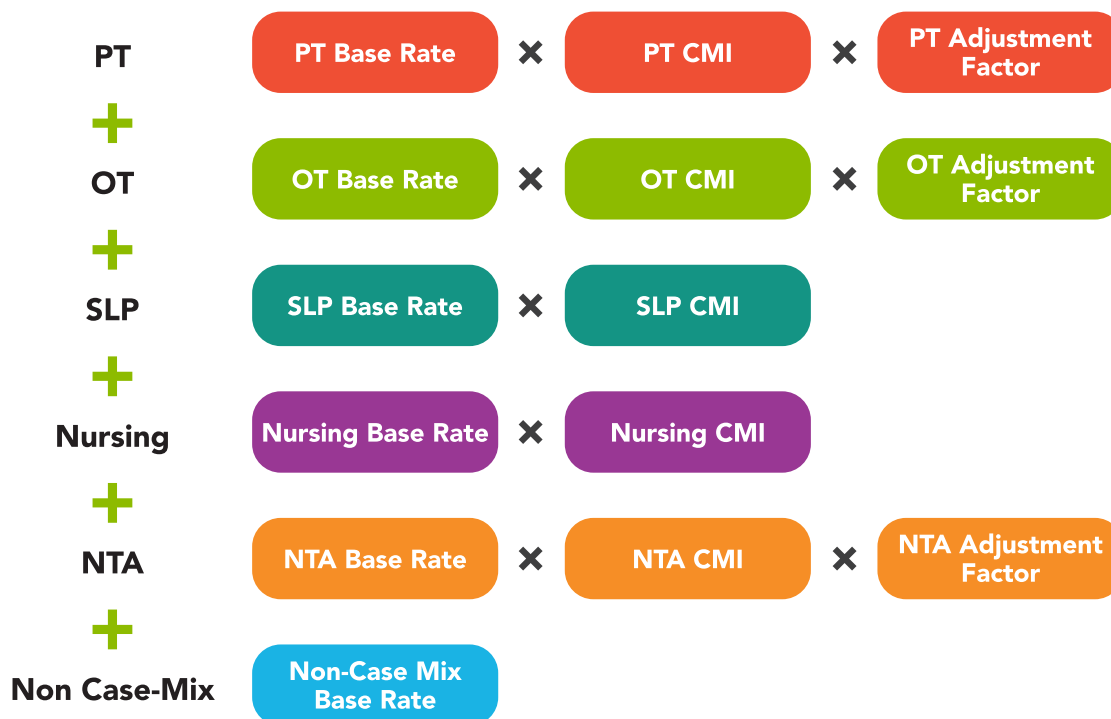 PT
PT Base Rate × PT CMI × PT Adjustment
Factor
+
OT
OT Base Rate × OT CMI × OT Adjustment
Factor
+
SLP
SLP Base Rate × SLP CMI
+
Nursing
Nursing Base Rate × Nursing CMI
+
NTA
NTA Base Rate × NTA CMI × NTA Adjustment
Factor
+
Non Case-Mix
Non-Case Mix
Base Rate